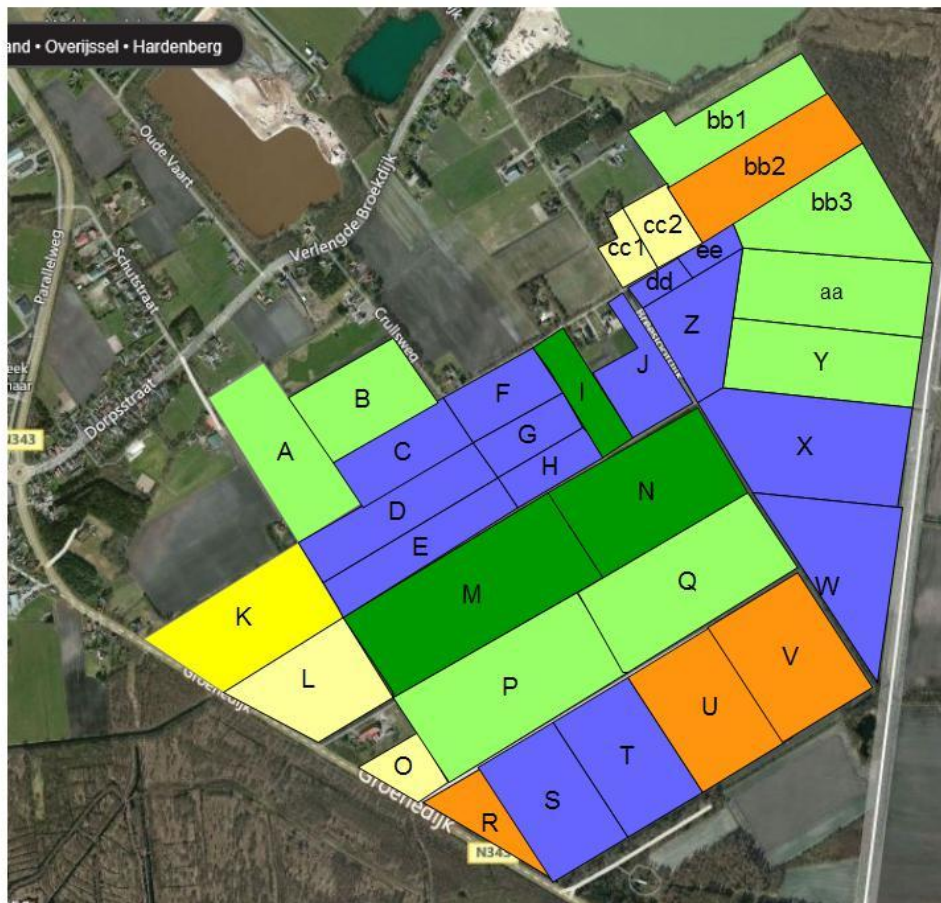 and • Overijssel • Hardenberg
Oude Vaart
Verlengde Broekdijk
Parallelweg
Schutstraat
Crullsweg
Dorpsstraat
N343
bb1
bb2
bb3
cc2
cc1
ee
dd
aa
Z
Y
J
I
F
B
G
C
A
H
X
D
N
E
W
M
Q
K
L
P
V
U
O
T
S
R
Groenedijk
Groenedijk
N343